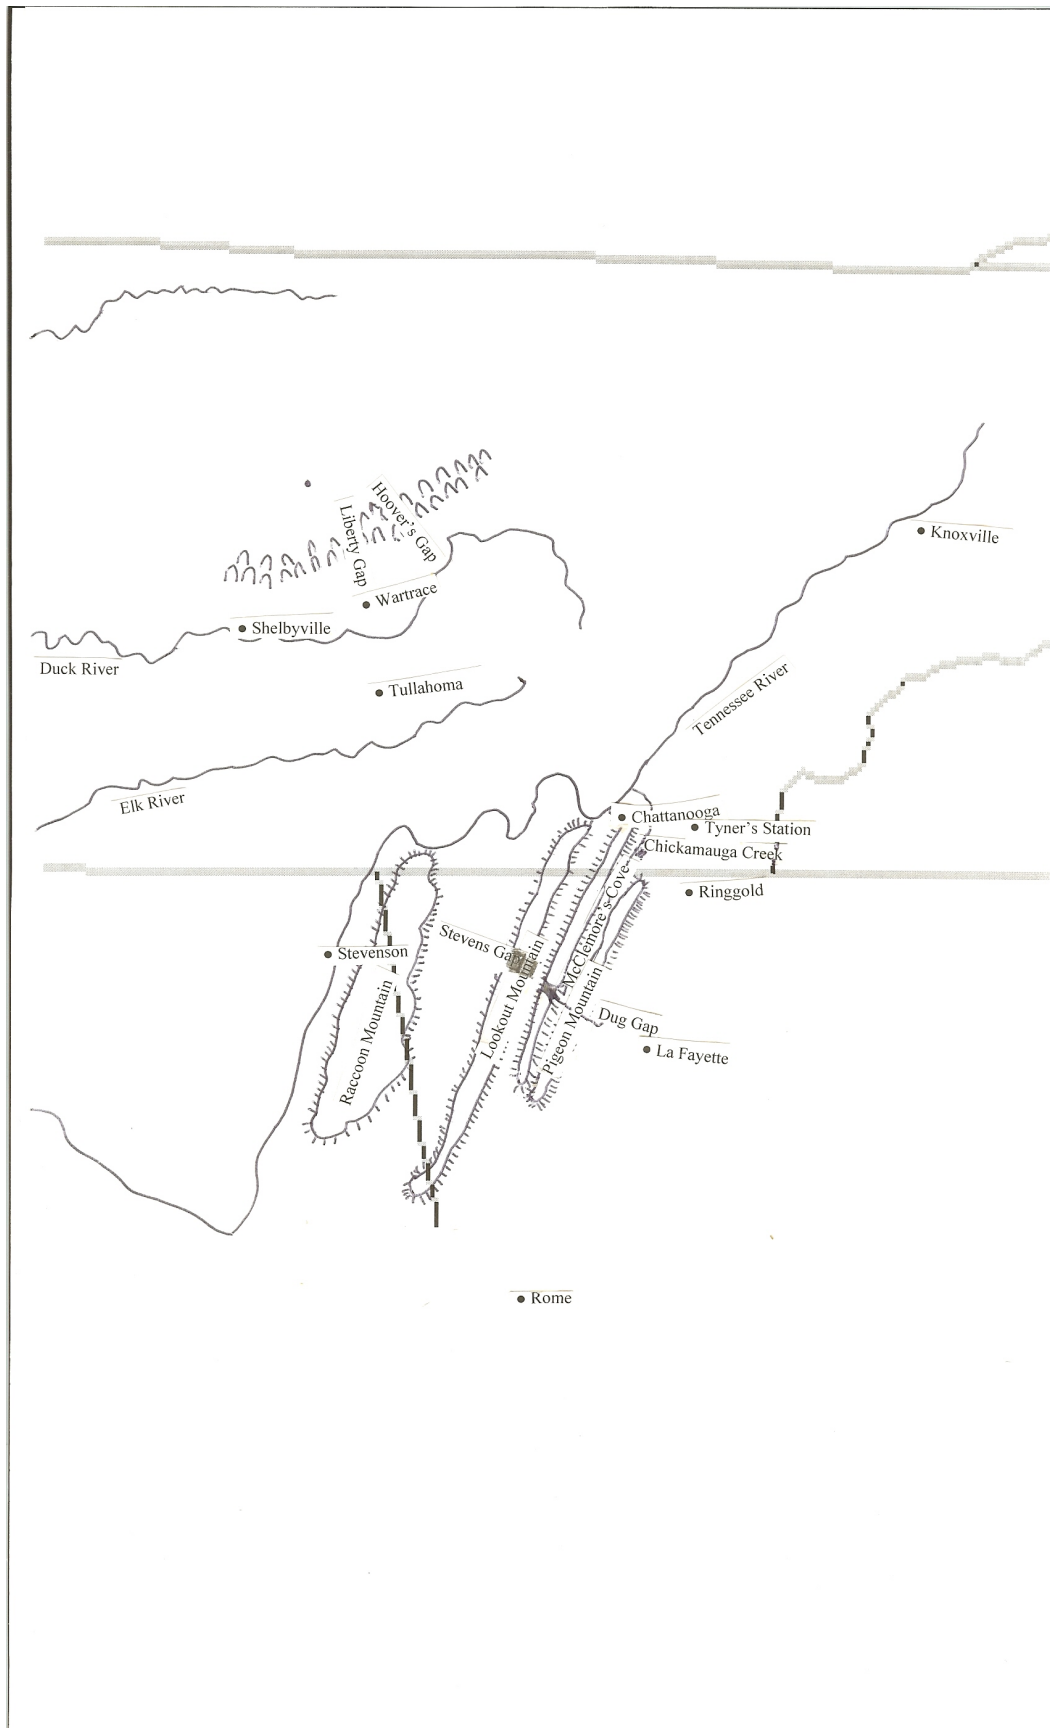 Hoover's Gap
Liberty Gap
Knoxville
Wartrace
Shelbyville
Duck River
Tullahoma
Tennessee River
Elk River
Chattanooga
Tyner's Station
Chickamauga Creek
Ringgold
McClemore's Cove
Stevens Gap
Stevenson
Lookout Mountain
Raccoon Mountain
Pigeon Mountain
Dug Gap
La Fayette
Rome